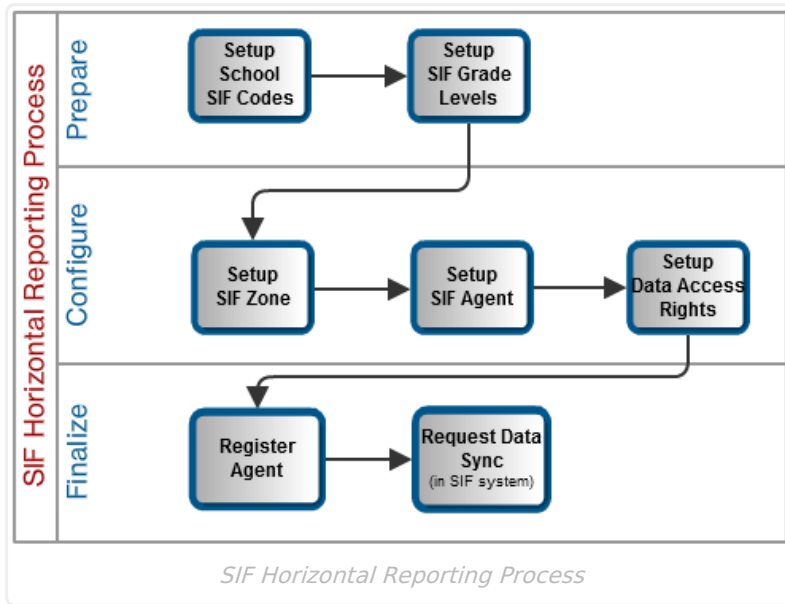 SIF Horizontal Reporting Process
Prepare
Setup
School
SIF Codes
Setup
SIF Grade
Levels
Configure
Setup
SIF Zone
Setup
SIF Agent
Setup
Data Access
Rights
Finalize
Register
Agent
Request Data
Sync
(in SIF system)
SIF Horizontal Reporting Process